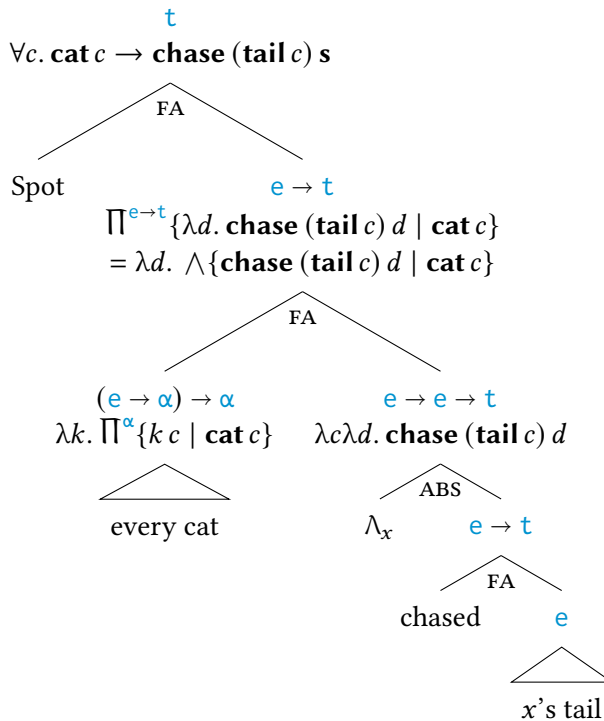 t
∀c. cat c → chase (tail c) s
FA
Spot
e → t
∏^{e→t} {λd. chase (tail c) d | cat c}
= λd. ⋀{chase (tail c) d | cat c}
FA
(e → α) → α
λk. ∏^α {k c | cat c}
e → e → t
λcλd. chase (tail c) d
ABS
every cat
Λ_x
e → t
FA
chased
e
x's tail